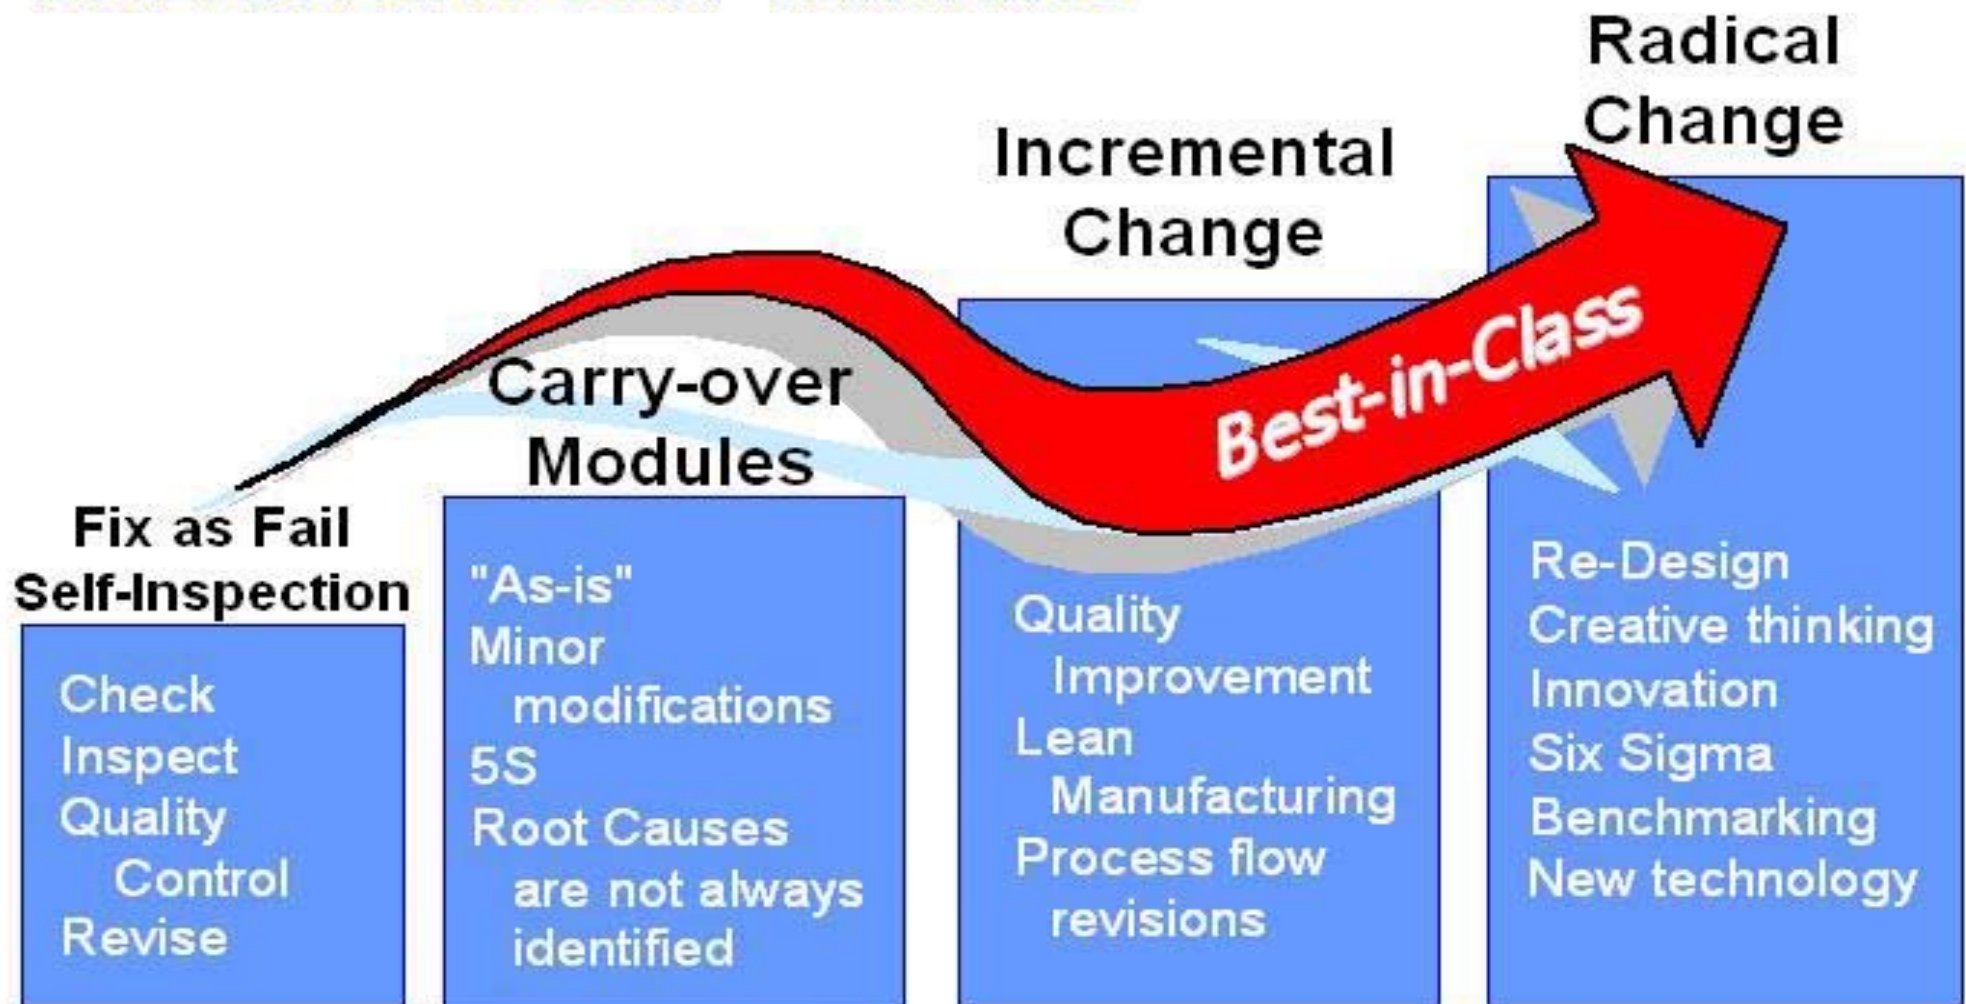 Fix as Fail
Self-Inspection
Check
Inspect
Quality
Control
Revise
Carry-over
Modules
"As-is"
Minor
modifications
5S
Root Causes
are not always
identified
Incremental
Change
Quality
Improvement
Lean
Manufacturing
Process flow
revisions
Radical
Change
Re-Design
Creative thinking
Innovation
Six Sigma
Benchmarking
New technology
Best-in-Class